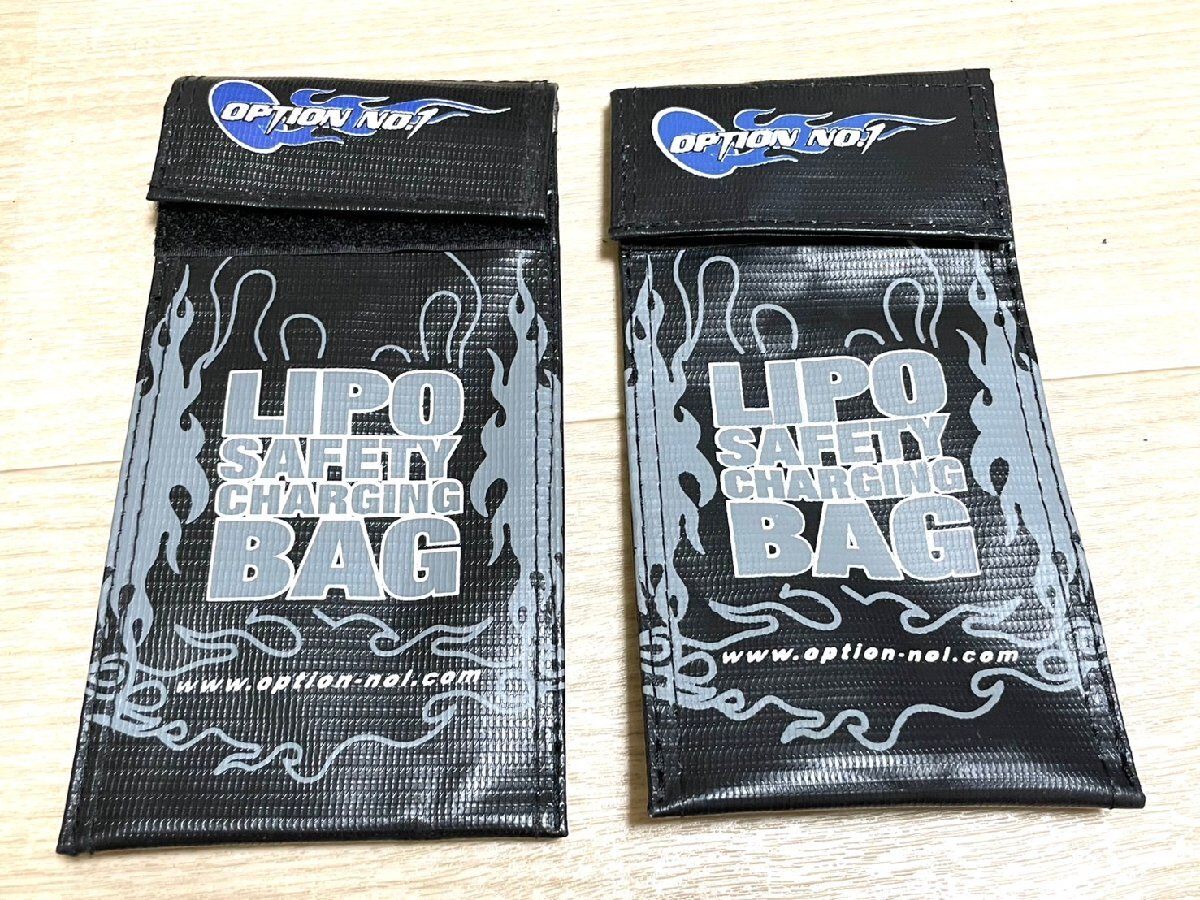 OPTION NO.1
LIPO
SAFETY
CHARGING
BAG
www.option-no1.com
OPTION NO.1
LIPO
SAFETY
CHARGING
BAG
www.option-no1.com